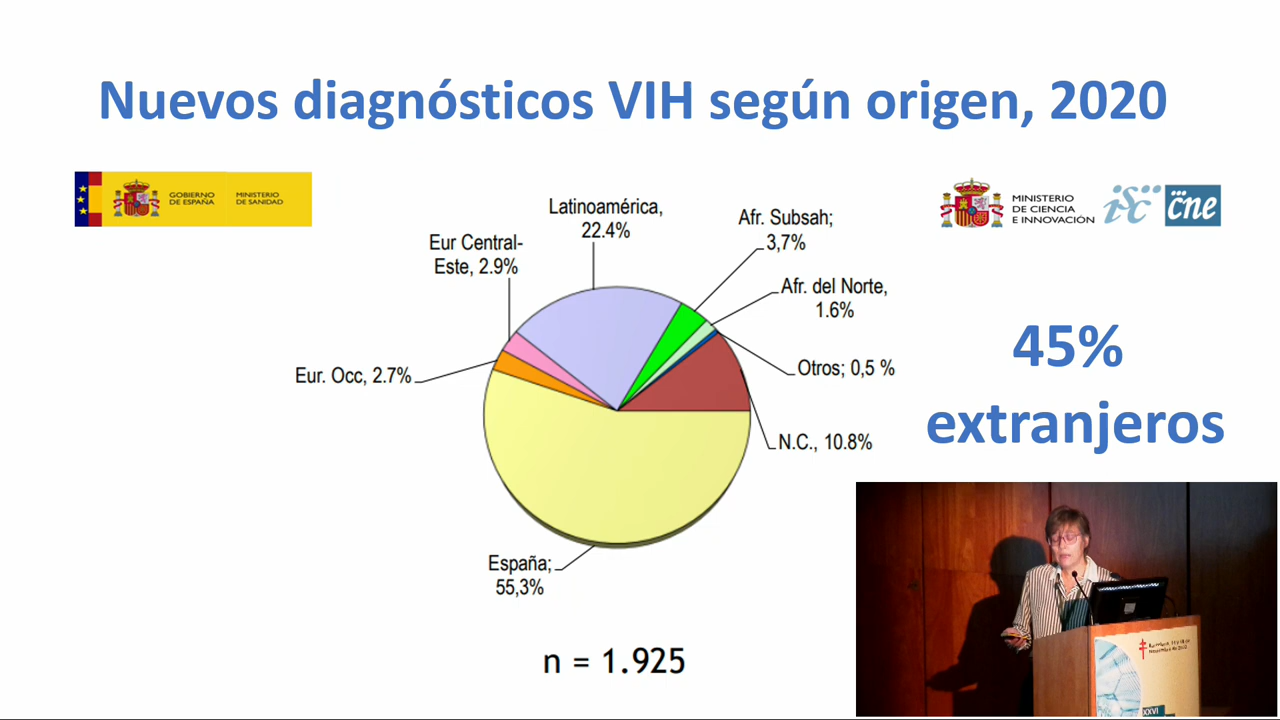 Nuevos diagnósticos VIH según origen, 2020
GOBIERNO
DE ESPAÑA
MINISTERIO
DE SANIDAD
MINISTERIO
DE CIENCIA
E INNOVACIÓN
isc
cne
Latinoamérica,
22.4%
Afr. Subsah;
3,7%
Eur Central-
Este, 2.9%
Afr. del Norte,
1.6%
Eur. Occ, 2.7%
Otros; 0,5 %
N.C., 10.8%
España;
55,3%
45%
extranjeros
n = 1.925
XXVI